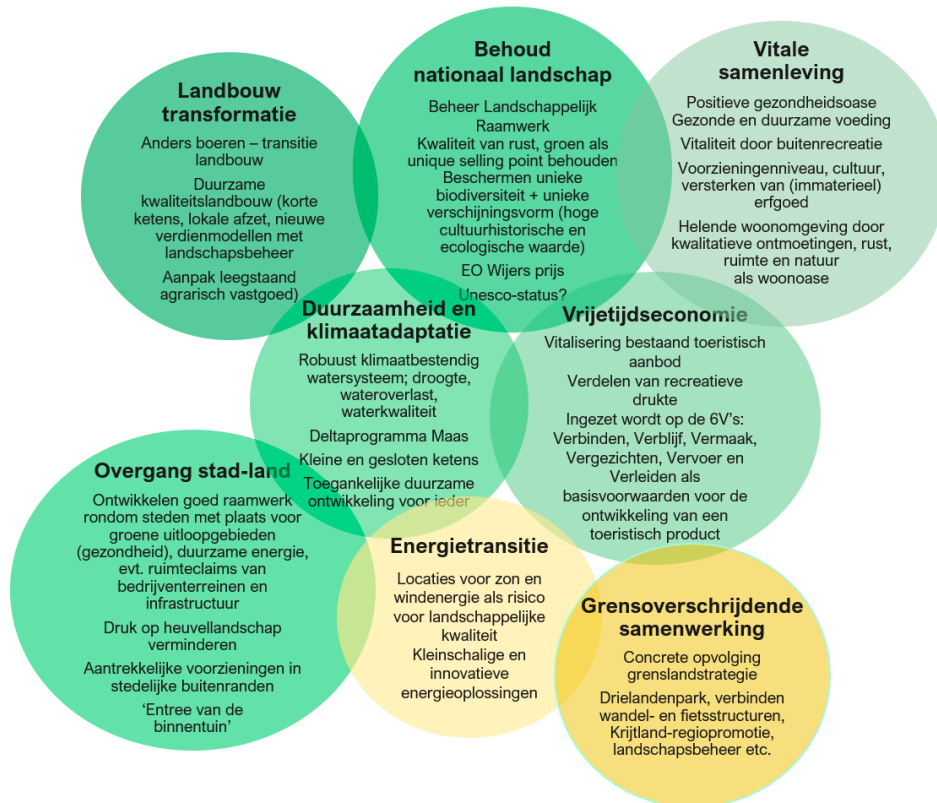 Landbouw
transformatie
Anders boeren – transitie
landbouw
Duurzame
kwaliteitslandbouw (korte
ketens, lokale afzet, nieuwe
verdienmodellen met
landschapsbeheer
Aanpak leegstaand
agrarisch vastgoed)
Behoud
nationaal landschap
Beheer Landschappelijk
Raamwerk
Kwaliteit van rust, groen als
unique selling point behouden
Beschermen unieke
biodiversiteit + unieke
verschijningsvorm (hoge
cultuurhistorische en
ecologische waarde)
EO Wijers prijs
Unesco-status?
Vitale
samenleving
Positieve gezondheidsoase
Gezonde en duurzame voeding
Vitaliteit door buitenrecreatie
Voorzieningenniveau, cultuur,
versterken van (immaterieel)
erfgoed
Helende woonomgeving door
kwalitatieve ontmoetingen, rust,
ruimte en natuur
als woonoase
Duurzaamheid en
klimaatadaptatie
Robuust klimaatbestendig
watersysteem; droogte,
wateroverlast,
waterkwaliteit
Deltaprogramma Maas
Kleine en gesloten ketens
Toegankelijke duurzame
ontwikkeling voor ieder
Vrijetijdseconomie
Vitalisering bestaand toeristisch
aanbod
Verdelen van recreatieve
drukte
Ingezet wordt op de 6V's:
Verbinden, Verblijf, Vermaak,
Vergezichten, Vervoer en
Verleiden als
basisvoorwaarden voor de
ontwikkeling van een
toeristisch product
Overgang stad-land
Ontwikkelen goed raamwerk
rondom steden met plaats voor
groene uitloopgebieden
(gezondheid), duurzame energie,
evt. ruimteclaims van
bedrijventerreinen en
infrastructuur
Druk op heuvellandschap
verminderen
Aantrekkelijke voorzieningen in
stedelijke buitenranden
‘Entree van de
binnentuin’
Energietransitie
Locaties voor zon en
windenergie als risico
voor landschappelijke
kwaliteit
Kleinschalige en
innovatieve
energieoplossingen
Grensoverschrijdende
samenwerking
Concrete opvolging
grenslandstrategie
Drielandenpark, verbinden
wandel- en fietsstructuren,
Krijtland-regiopromotie,
landschapsbeheer etc.